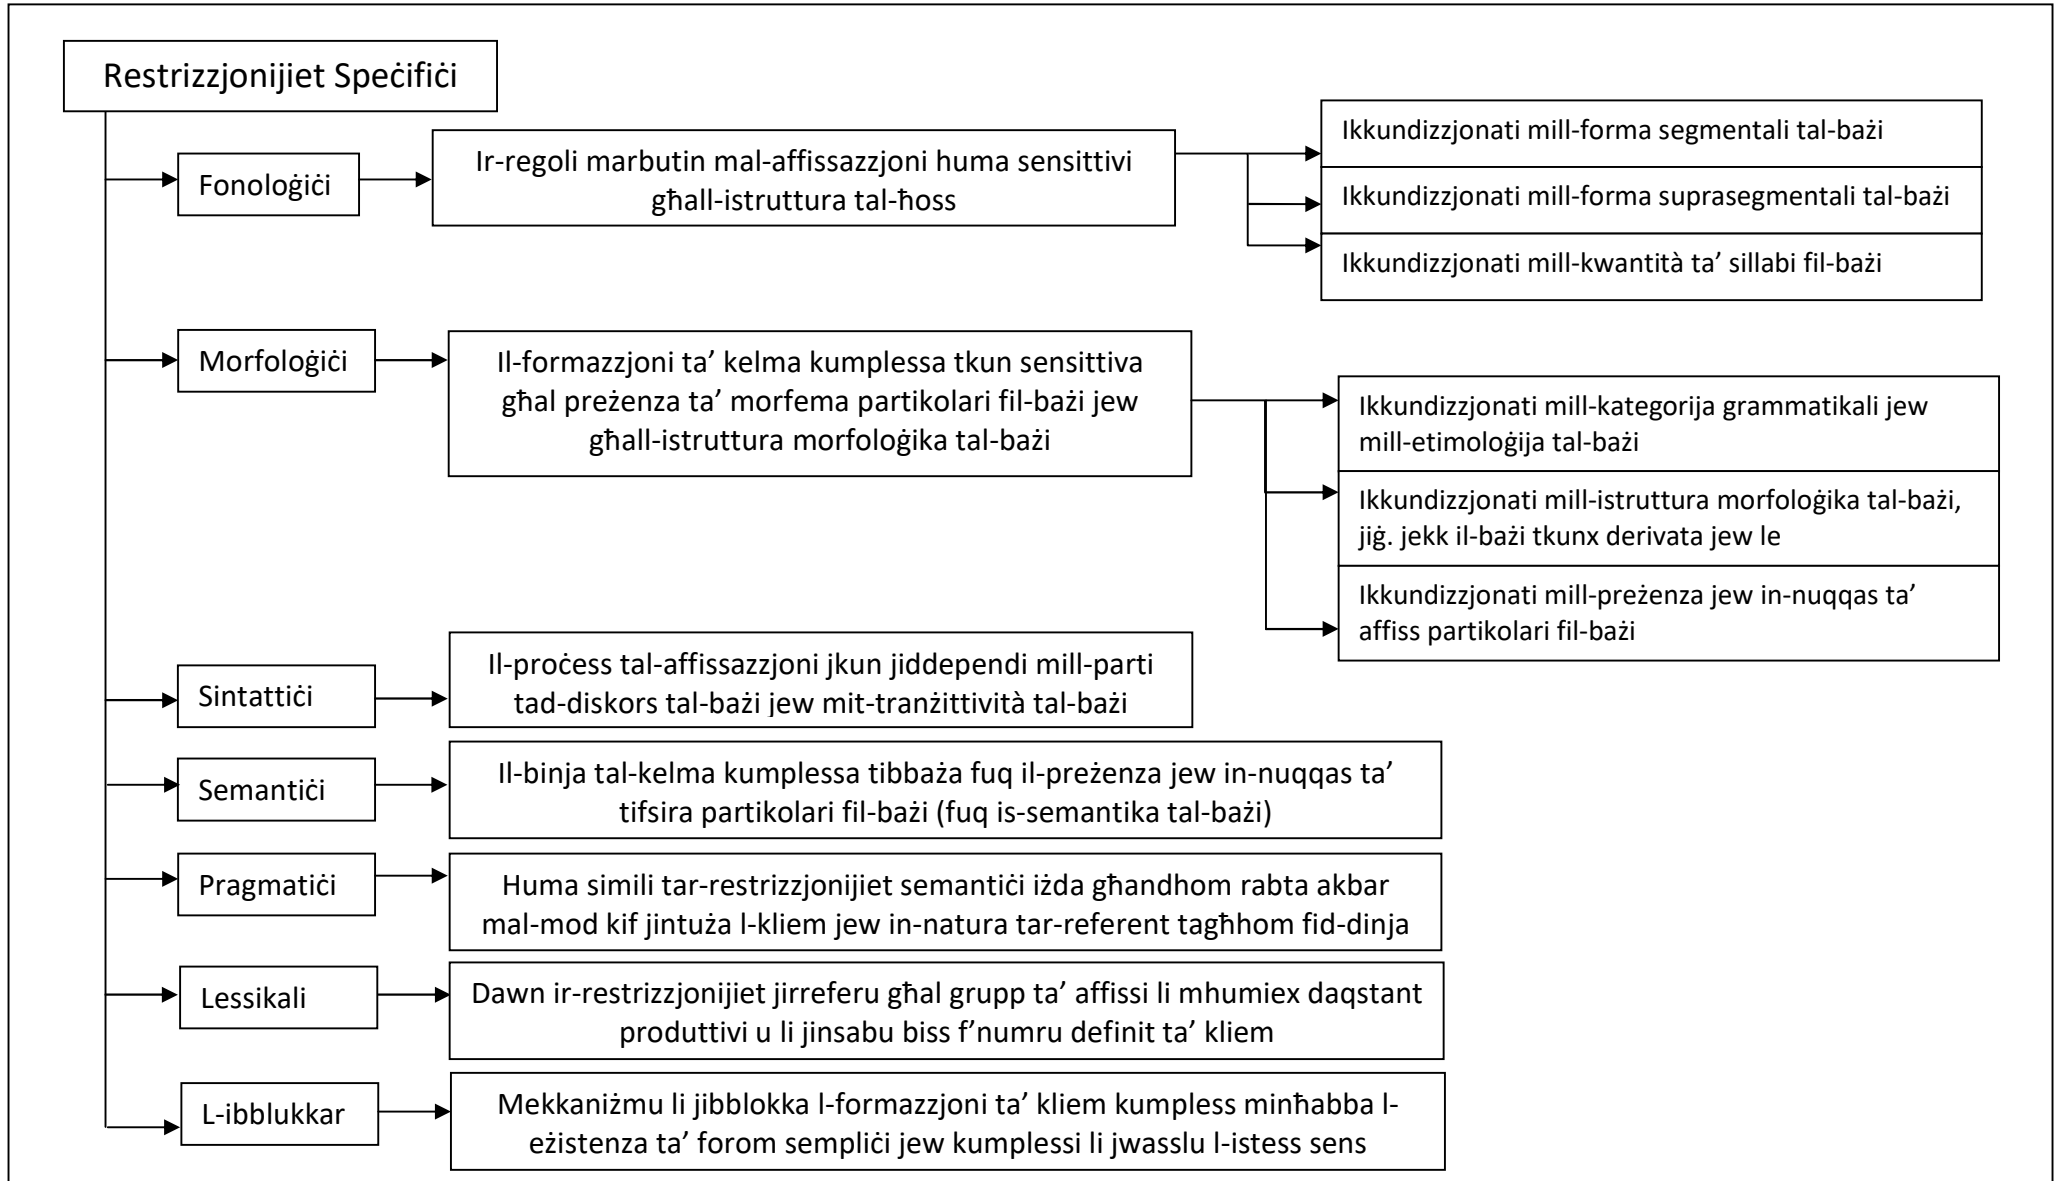 Restrizzjonijiet Speċifiċi
Fonoloġiċi
Ir-regoli marbutin mal-affissazzjoni huma sensittivi
għall-istruttura tal-ħoss
Ikkundizzjonati mill-forma segmentali tal-bażi
Ikkundizzjonati mill-forma suprasegmentali tal-bażi
Ikkundizzjonati mill-kwantità ta’ sillabi fil-bażi
Morfoloġiċi
Il-formazzjoni ta’ kelma kumplessa tkun sensittiva
għal preżenza ta’ morfema partikolari fil-bażi jew
għall-istruttura morfoloġika tal-bażi
Ikkundizzjonati mill-kategorija grammatikali jew
mill-etimoloġija tal-bażi
Ikkundizzjonati mill-istruttura morfoloġika tal-bażi,
jiġ. jekk il-bażi tkunx derivata jew le
Ikkundizzjonati mill-preżenza jew in-nuqqas ta’
affiss partikolari fil-bażi
Sintattiċi
Il-proċess tal-affissazzjoni jkun jiddependi mill-parti
tad-diskors tal-bażi jew mit-tranżittività tal-bażi
Semantiċi
Il-binja tal-kelma kumplessa tibbaża fuq il-preżenza jew in-nuqqas ta’
tifsira partikolari fil-bażi (fuq is-semantika tal-bażi)
Pragmatiċi
Huma simili tar-restrizzjonijiet semantiċi iżda għandhom rabta akbar
mal-mod kif jintuża l-kliem jew in-natura tar-referent tagħhom fid-dinja
Lessikali
Dawn ir-restrizzjonijiet jirreferu għal grupp ta’ affissi li mhumiex daqstant
produttivi u li jinsabu biss f’numru definit ta’ kliem
L-ibblukkar
Mekkaniżmu li jibblokka l-formazzjoni ta’ kliem kumpless minħabba l-
eżistenza ta’ forom sempliċi jew kumplessi li jwasslu l-istess sens